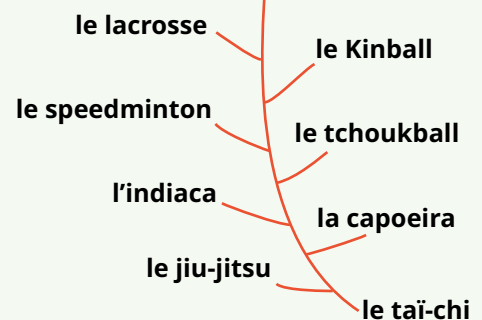 le lacrosse
le Kinball
le speedminton
le tchoukball
l’indiaca
la capoeira
le jiu-jitsu
le taï-chi